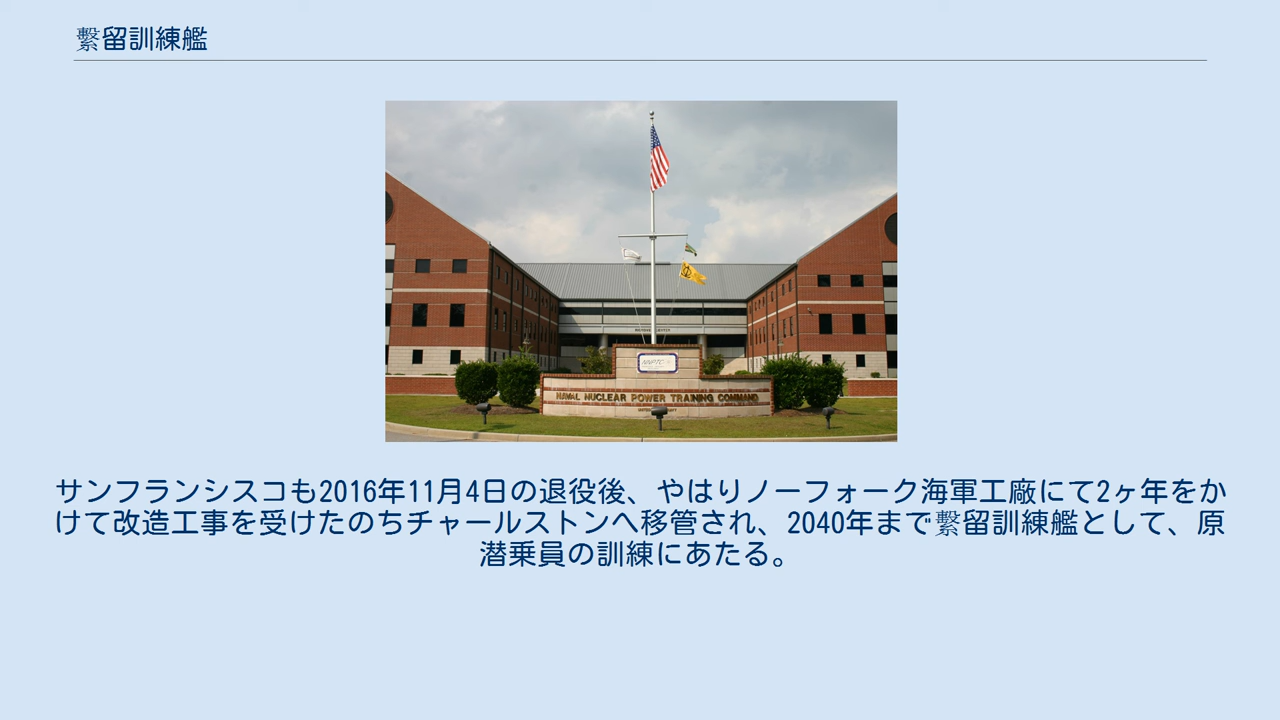 繫留訓練艦
NNPTC
NAVAL NUCLEAR POWER TRAINING COMMAND
サンフランシスコも2016年11月4日の退役後、やはりノーフォーク海軍工廠にて2ヶ年をか
けて改造工事を受けたのちチャールストンへ移管され、2040年まで繫留訓練艦として、原
潜乗員の訓練にあたる。